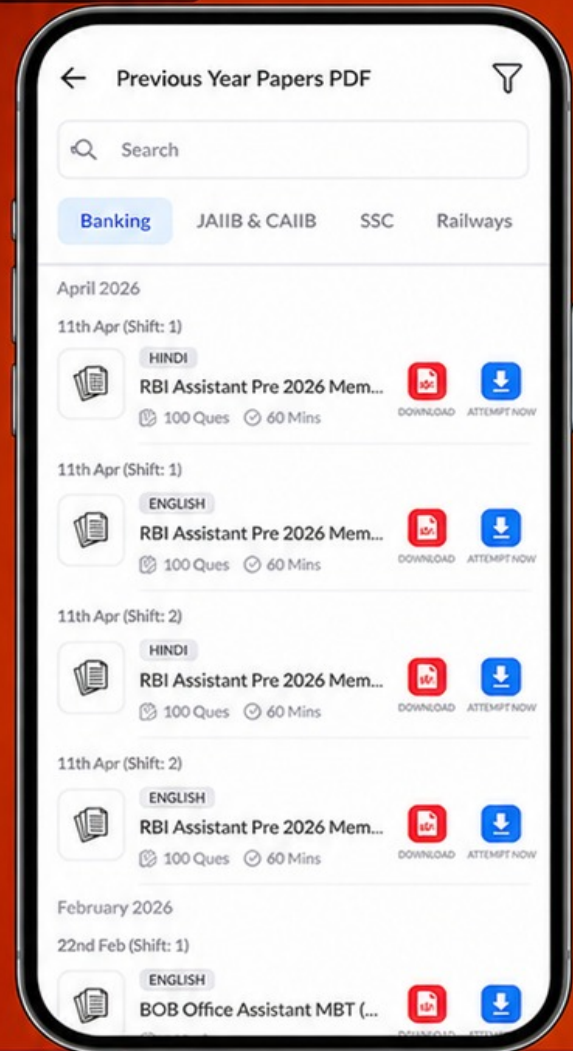 Previous Year Papers PDF
Search
Banking JAIIB & CAIIB SSC Railways
April 2026
11th Apr (Shift: 1)
HINDI
RBI Assistant Pre 2026 Mem...
100 Ques 60 Mins
DOWNLOAD ATTEMPT NOW
11th Apr (Shift: 1)
ENGLISH
RBI Assistant Pre 2026 Mem...
100 Ques 60 Mins
DOWNLOAD ATTEMPT NOW
11th Apr (Shift: 2)
HINDI
RBI Assistant Pre 2026 Mem...
100 Ques 60 Mins
DOWNLOAD ATTEMPT NOW
11th Apr (Shift: 2)
ENGLISH
RBI Assistant Pre 2026 Mem...
100 Ques 60 Mins
DOWNLOAD ATTEMPT NOW
February 2026
22nd Feb (Shift: 1)
ENGLISH
BOB Office Assistant MBT (...